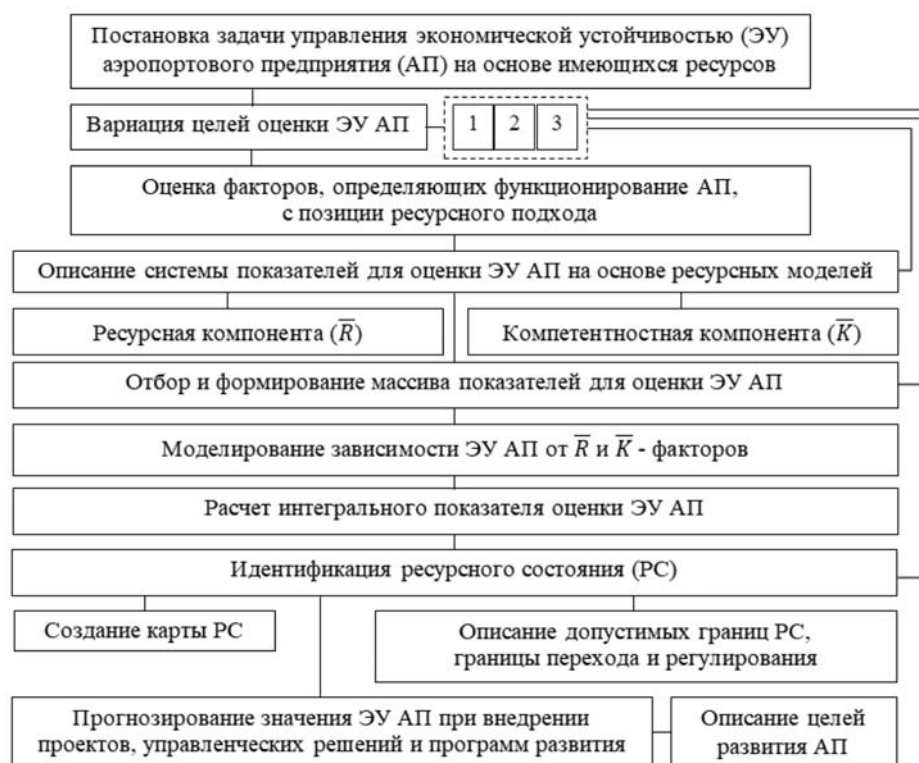 Постановка задачи управления экономической устойчивостью (ЭУ)
аэропортового предприятия (АП) на основе имеющихся ресурсов
Вариация целей оценки ЭУ АП
1 2 3
Оценка факторов, определяющих функционирование АП,
с позиции ресурсного подхода
Описание системы показателей для оценки ЭУ АП на основе ресурсных моделей
Ресурсная компонента (R̅)
Компетентностная компонента (K̅)
Отбор и формирование массива показателей для оценки ЭУ АП
Моделирование зависимости ЭУ АП от R̅ и K̅ - факторов
Расчет интегрального показателя оценки ЭУ АП
Идентификация ресурсного состояния (РС)
Создание карты РС
Описание допустимых границ РС,
границы перехода и регулирования
Прогнозирование значения ЭУ АП при внедрении
проектов, управленческих решений и программ развития
Описание целей
развития АП